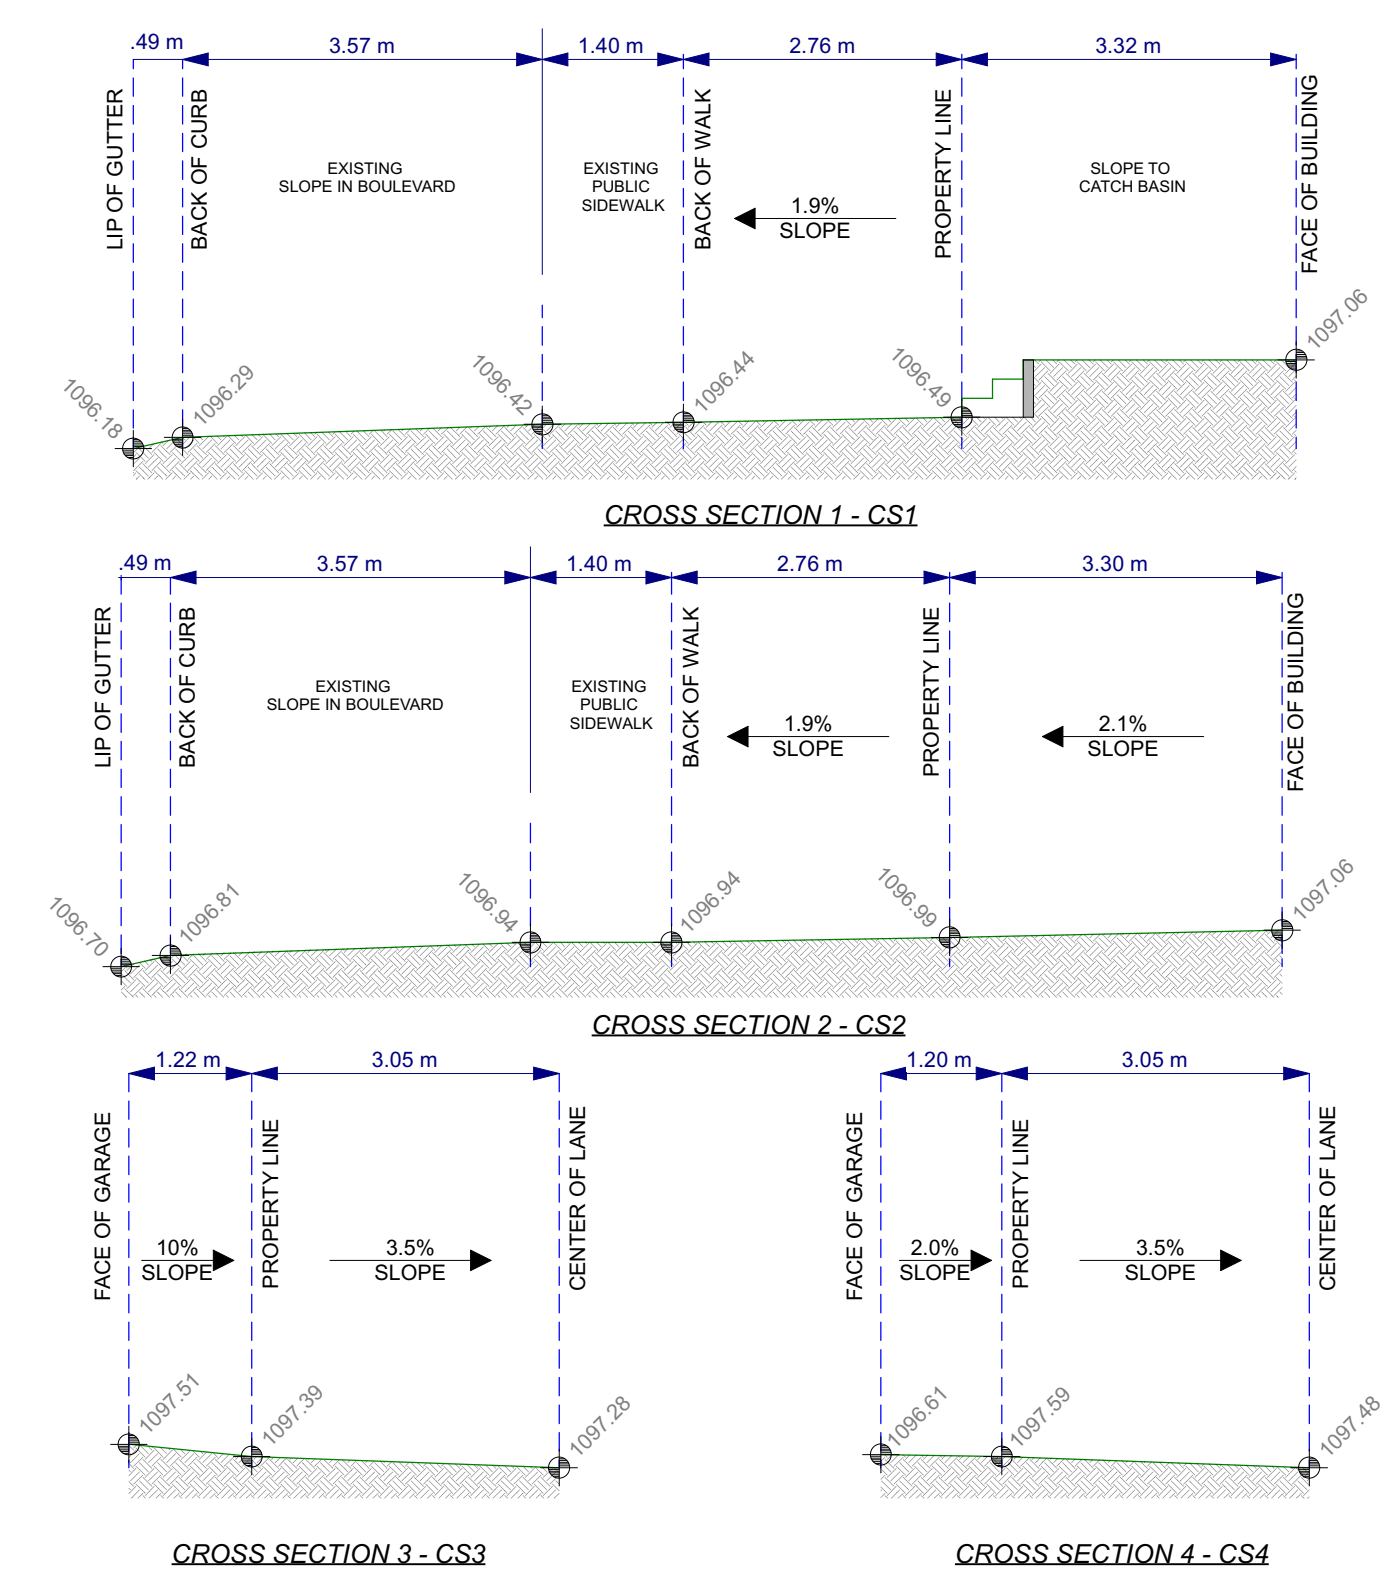 .49 m
3.57 m
1.40 m
2.76 m
3.32 m
LIP OF GUTTER
BACK OF CURB
EXISTING
SLOPE IN BOULEVARD
EXISTING
PUBLIC
SIDEWALK
BACK OF WALK
1.9%
SLOPE
PROPERTY LINE
SLOPE TO
CATCH BASIN
FACE OF BUILDING
1096.18
1096.29
1096.42
1096.44
1096.49
1097.06
CROSS SECTION 1 - CS1
.49 m
3.57 m
1.40 m
2.76 m
3.30 m
LIP OF GUTTER
BACK OF CURB
EXISTING
SLOPE IN BOULEVARD
EXISTING
PUBLIC
SIDEWALK
BACK OF WALK
1.9%
SLOPE
PROPERTY LINE
2.1%
SLOPE
FACE OF BUILDING
1096.70
1096.81
1096.94
1096.94
1096.99
1097.06
CROSS SECTION 2 - CS2
1.22 m
3.05 m
FACE OF GARAGE
10%
SLOPE
PROPERTY LINE
3.5%
SLOPE
CENTER OF LANE
1097.51
1097.39
1097.28
CROSS SECTION 3 - CS3
1.20 m
3.05 m
FACE OF GARAGE
2.0%
SLOPE
PROPERTY LINE
3.5%
SLOPE
CENTER OF LANE
1096.61
1097.59
1097.48
CROSS SECTION 4 - CS4